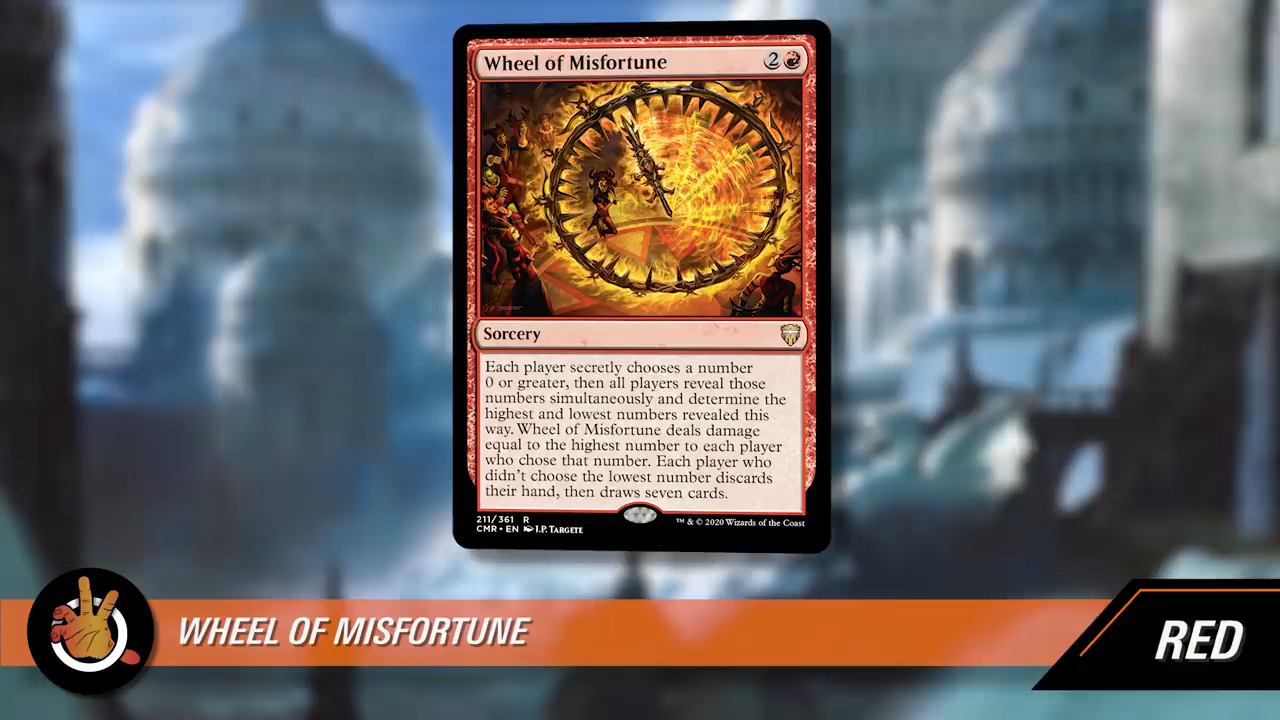 Wheel of Misfortune 2
Sorcery
Each player secretly chooses a number
0 or greater, then all players reveal those
numbers simultaneously and determine the
highest and lowest numbers revealed this
way. Wheel of Misfortune deals damage
equal to the highest number to each player
who chose that number. Each player who
didn't choose the lowest number discards
their hand, then draws seven cards.
211/361 R
CMR • EN I.P. TARGETE
™ & © 2020 Wizards of the Coast
WHEEL OF MISFORTUNE
RED